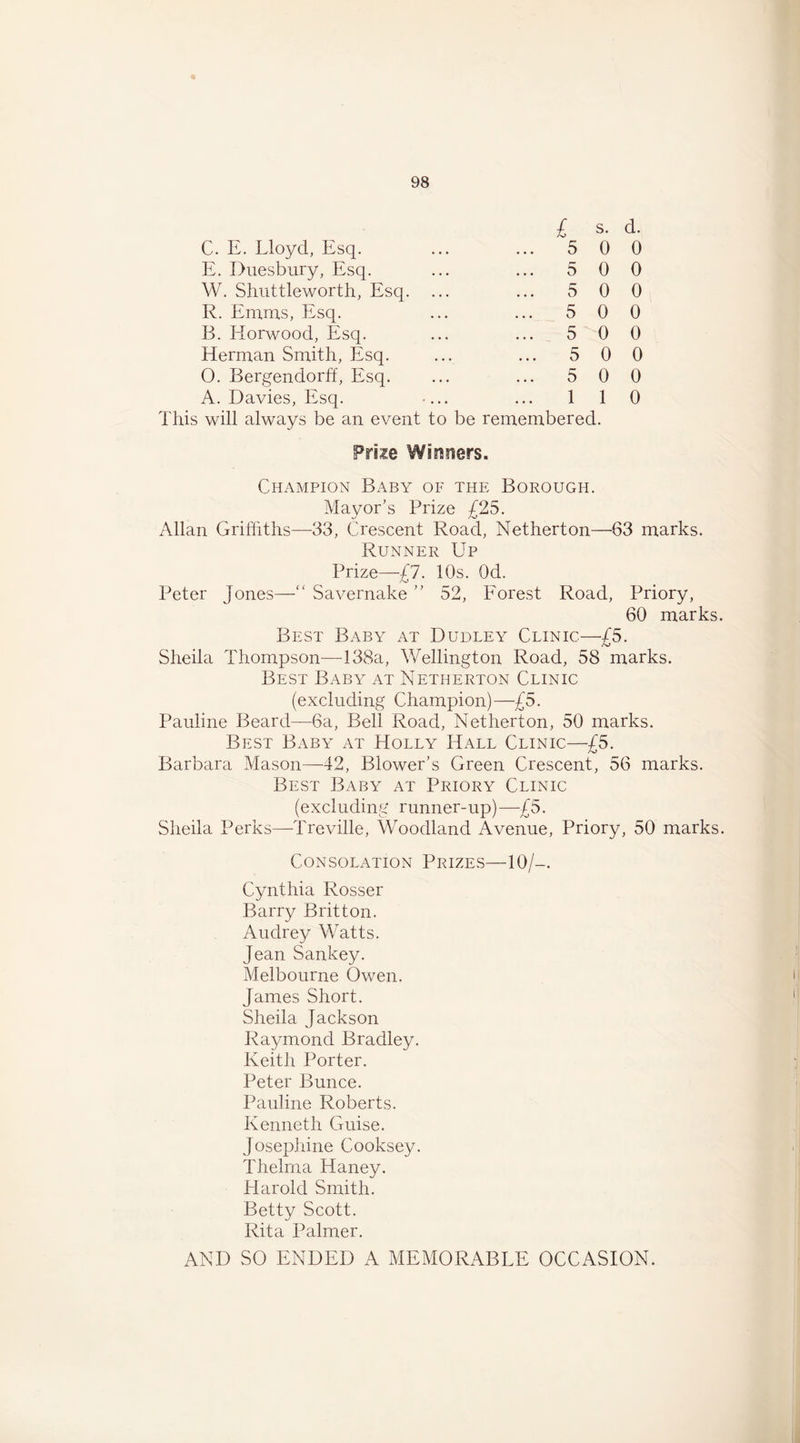 98
£ s. d.
C. E. Lloyd, Esq. ... ... 5 0 0
E. Duesbury, Esq. ... ... 5 0 0
W. Shuttleworth, Esq. ... ... 5 0 0
R. Emms, Esq. ... ... 5 0 0
B. Horwood, Esq. ... ... 5 0 0
Herman Smith, Esq. ... ... 5 0 0
O. Bergendorff, Esq. ... ... 5 0 0
A. Davies, Esq. ... ... 1 1 0
This will always be an event to be remembered.
Prize Winners.
CHAMPION BABY OF THE BOROUGH.
Mayor's Prize £25.
Allan Griffiths—33, Crescent Road, Netherton—63 marks.
RUNNER UP
Prize—£7. 10s. 0d.
Peter Jones—“ Savernake ” 52, Forest Road, Priory,
60 marks.
BEST BABY AT DUDLEY CLINIC—£5.
Sheila Thompson—138a, Wellington Road, 58 marks.
BEST BABY AT NETHERTON CLINIC
(excluding Champion)—£5.
Pauline Beard—6a, Bell Road, Netherton, 50 marks.
BEST BABY AT HOLLY HALL CLINIC—£5.
Barbara Mason—42, Blower's Green Crescent, 56 marks.
BEST BABY AT PRIORY CLINIC
(excluding runner-up)—£5.
Sheila Perks—Treville, Woodland Avenue, Priory, 50 marks.
CONSOLATION PRIZES—10/–.
Cynthia Rosser
Barry Britton.
Audrey Watts.
Jean Sankey.
Melbourne Owen.
James Short.
Sheila Jackson
Raymond Bradley.
Keith Porter.
Peter Bunce.
Pauline Roberts.
Kenneth Guise.
Josephine Cooksey.
Thelma Haney.
Harold Smith.
Betty Scott.
Rita Palmer.
AND SO ENDED A MEMORABLE OCCASION.